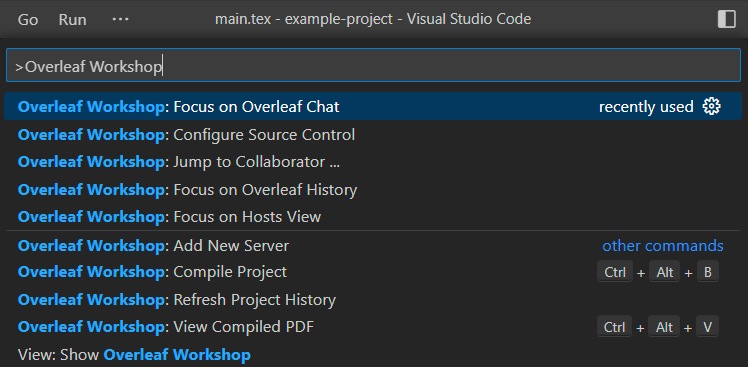 Go Run ··· main.tex - example-project - Visual Studio Code
>Overleaf Workshop
Overleaf Workshop: Focus on Overleaf Chat recently used
Overleaf Workshop: Configure Source Control
Overleaf Workshop: Jump to Collaborator ...
Overleaf Workshop: Focus on Overleaf History
Overleaf Workshop: Focus on Hosts View
Overleaf Workshop: Add New Server other commands
Overleaf Workshop: Compile Project Ctrl + Alt + B
Overleaf Workshop: Refresh Project History
Overleaf Workshop: View Compiled PDF Ctrl + Alt + V
View: Show Overleaf Workshop